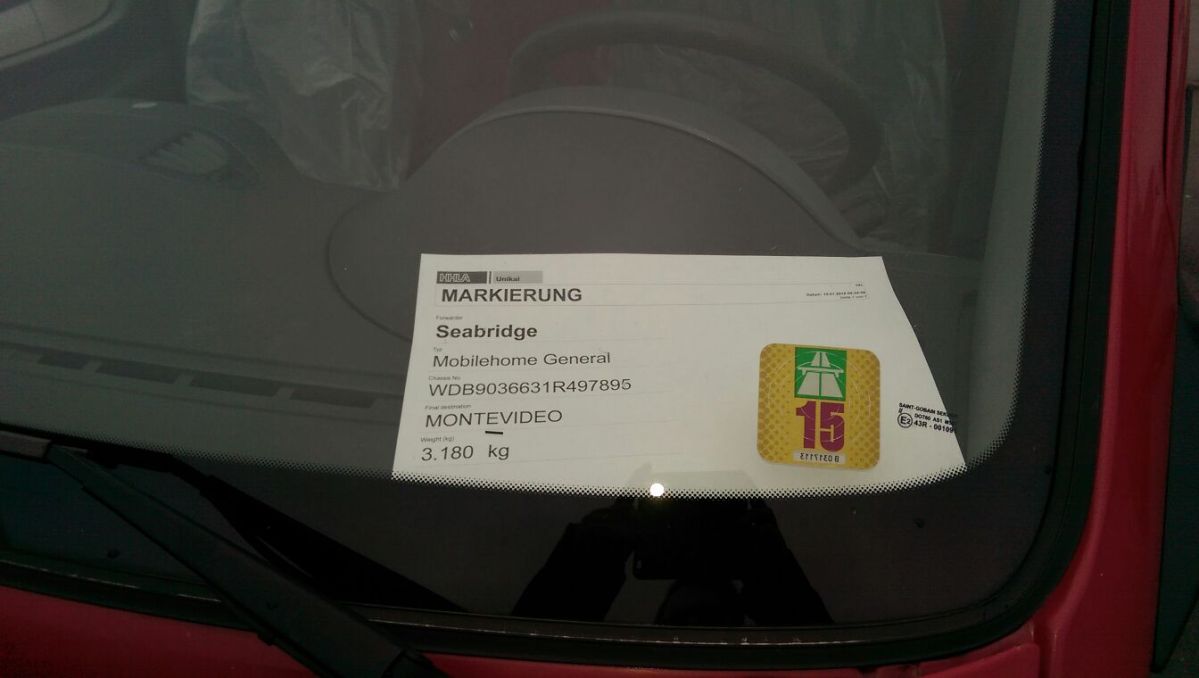 HHLA Unikai
MARKIERUNG
Forwarder
Seabridge
Typ
Mobilehome General
Chassis No
WDB9036631R497895
Final destination
MONTEVIDEO
Weight (kg)
3.180 kg
15
SAINT-GOBAIN
E2 43R - 00109